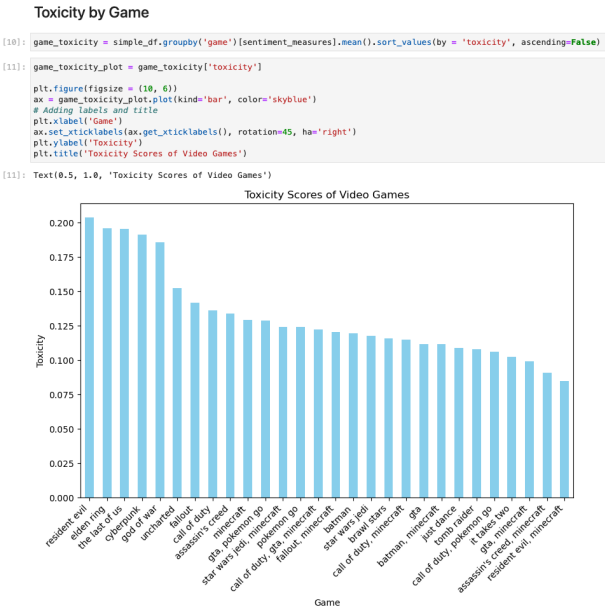 Toxicity by Game
[10]: game_toxicity = simple_df.groupby('game')[sentiment_measures].mean().sort_values(by = 'toxicity', ascending=False)
[11]: game_toxicity_plot = game_toxicity['toxicity']
plt.figure(figsize = (10, 6))
ax = game_toxicity_plot.plot(kind='bar', color='skyblue')
# Adding labels and title
plt.xlabel('Game')
ax.set_xticklabels(ax.get_xticklabels(), rotation=45, ha='right')
plt.ylabel('Toxicity')
plt.title('Toxicity Scores of Video Games')
[11]: Text(0.5, 1.0, 'Toxicity Scores of Video Games')
Toxicity Scores of Video Games
0.200
0.175
0.150
0.125
0.100
0.075
0.050
0.025
0.000
Toxicity
resident evil
elden ring
the last of us
cyberpunk
god of war
uncharted
fallout
call of duty
assassin's creed
minecraft
gta, pokemon go
star wars jedi, minecraft
pokemon go
call of duty, gta, minecraft
fallout, minecraft
batman
star wars jedi
brawl stars
call of duty, minecraft
gta
batman, minecraft
just dance
tomb raider
call of duty, pokemon go
it takes two
gta, minecraft
assassin's creed, minecraft
resident evil, minecraft
Game